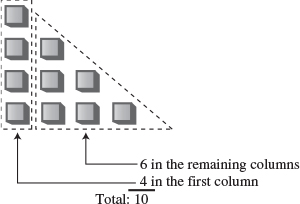 6 in the remaining columns
4 in the first column
Total: 10